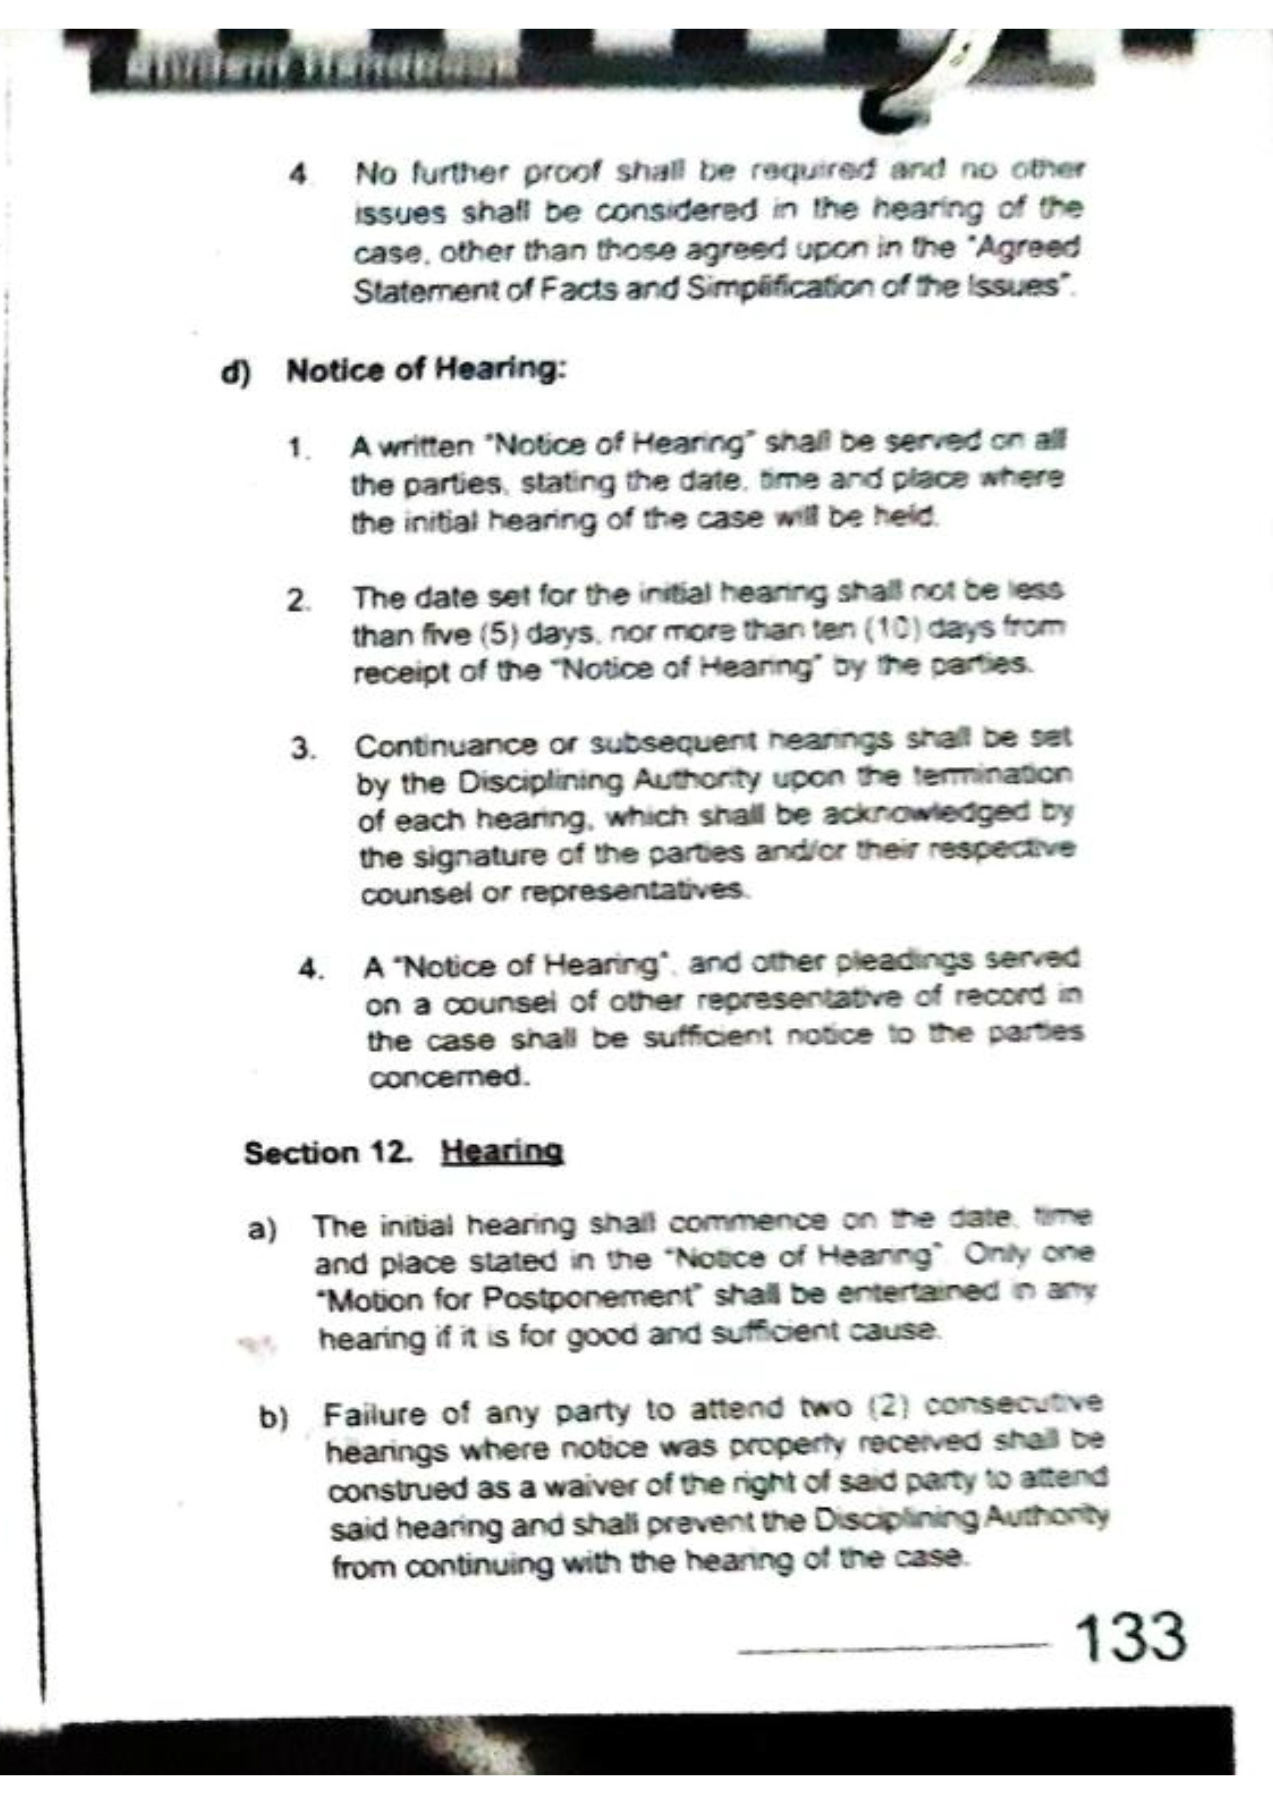 Student Handbook
4 No further proof shall be required and no other
issues shall be considered in the hearing of the
case, other than those agreed upon in the "Agreed
Statement of Facts and Simplification of the Issues".
d) Notice of Hearing:
1. A written "Notice of Hearing" shall be served on all
the parties, stating the date, time and place where
the initial hearing of the case will be held.
2. The date set for the initial hearing shall not be less
than five (5) days, nor more than ten (10) days from
receipt of the "Notice of Hearing" by the parties.
3. Continuance or subsequent hearings shall be set
by the Disciplining Authority upon the termination
of each hearing, which shall be acknowledged by
the signature of the parties and/or their respective
counsel or representatives.
4. A "Notice of Hearing", and other pleadings served
on a counsel of other representative of record in
the case shall be sufficient notice to the parties
concerned.
Section 12. Hearing
a) The initial hearing shall commence on the date, time
and place stated in the "Notice of Hearing" Only one
"Motion for Postponement" shall be entertained in any
hearing if it is for good and sufficient cause.
b) Failure of any party to attend two (2) consecutive
hearings where notice was properly received shall be
construed as a waiver of the right of said party to attend
said hearing and shall prevent the Disciplining Authority
from continuing with the hearing of the case.
133